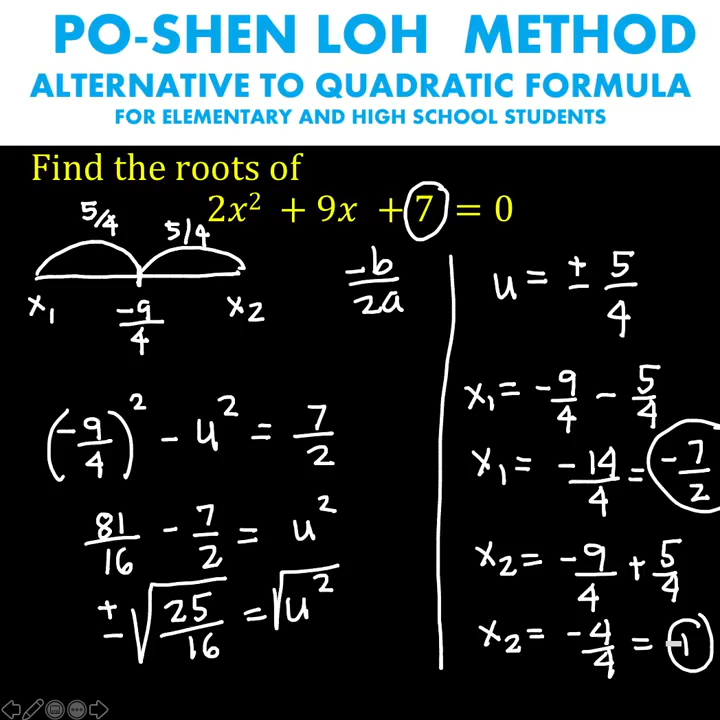 PO-SHEN LOH METHOD
ALTERNATIVE TO QUADRATIC FORMULA
FOR ELEMENTARY AND HIGH SCHOOL STUDENTS
Find the roots of
2x² + 9x + 7 = 0
5/4 5/4
x₁ -9/4 x₂
-b/2a
(-9/4)² - u² = 7/2
81/16 - 7/2 = u²
±√(25/16) = √u²
u = ± 5/4
x₁ = -9/4 - 5/4
x₁ = -14/4 = -7/2
x₂ = -9/4 + 5/4
x₂ = -4/4 = -1